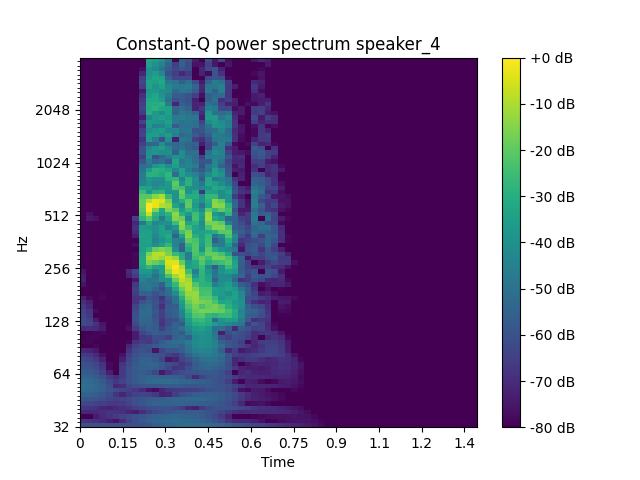 Constant-Q power spectrum speaker_4
Hz
2048
1024
512
256
128
64
32
0 0.15 0.3 0.45 0.6 0.75 0.9 1.1 1.2 1.4
Time
+0 dB
-10 dB
-20 dB
-30 dB
-40 dB
-50 dB
-60 dB
-70 dB
-80 dB